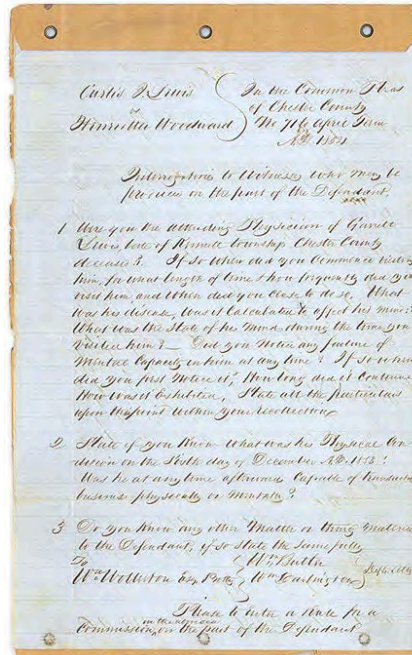 Curtis J. Lewis } In the Common Pleas
vs } of Chester County
Henrietta Woodward } No 716 April Term
A.D. 1854
Interrogatories to Witnesses who may be
produced on the part of the Defendant.
1 Were you the attending Physician of
Lewis, late of township Chester County
deceased? If so when did you commence visiting
him, for what length of time & how frequently did you
visit him, and when did you cease to do so. What
was his disease, was it calculated to affect his mind?
What was the State of his Mind during the time you
visited him? Did you notice any failure of
Mental Capacity in him at any time? If so when
did you first Notice it? How long did it Continue
How was it Exhibited, State all the particulars
upon this point within your recollection
2 State if you Know what was his Physical Con
dition on the Sixth day of December A.D. 1853?
Was he at any time afterwards Capable of transacting
business physically or Mentally?
3 Do you Know any other Matter or thing material
to the Defendant, if so state the same fully
To } Wm Butler
Wm Wollerton Esq } Wm Darlington
Please to enter a rule for a
Commission, on the part of the Defendant